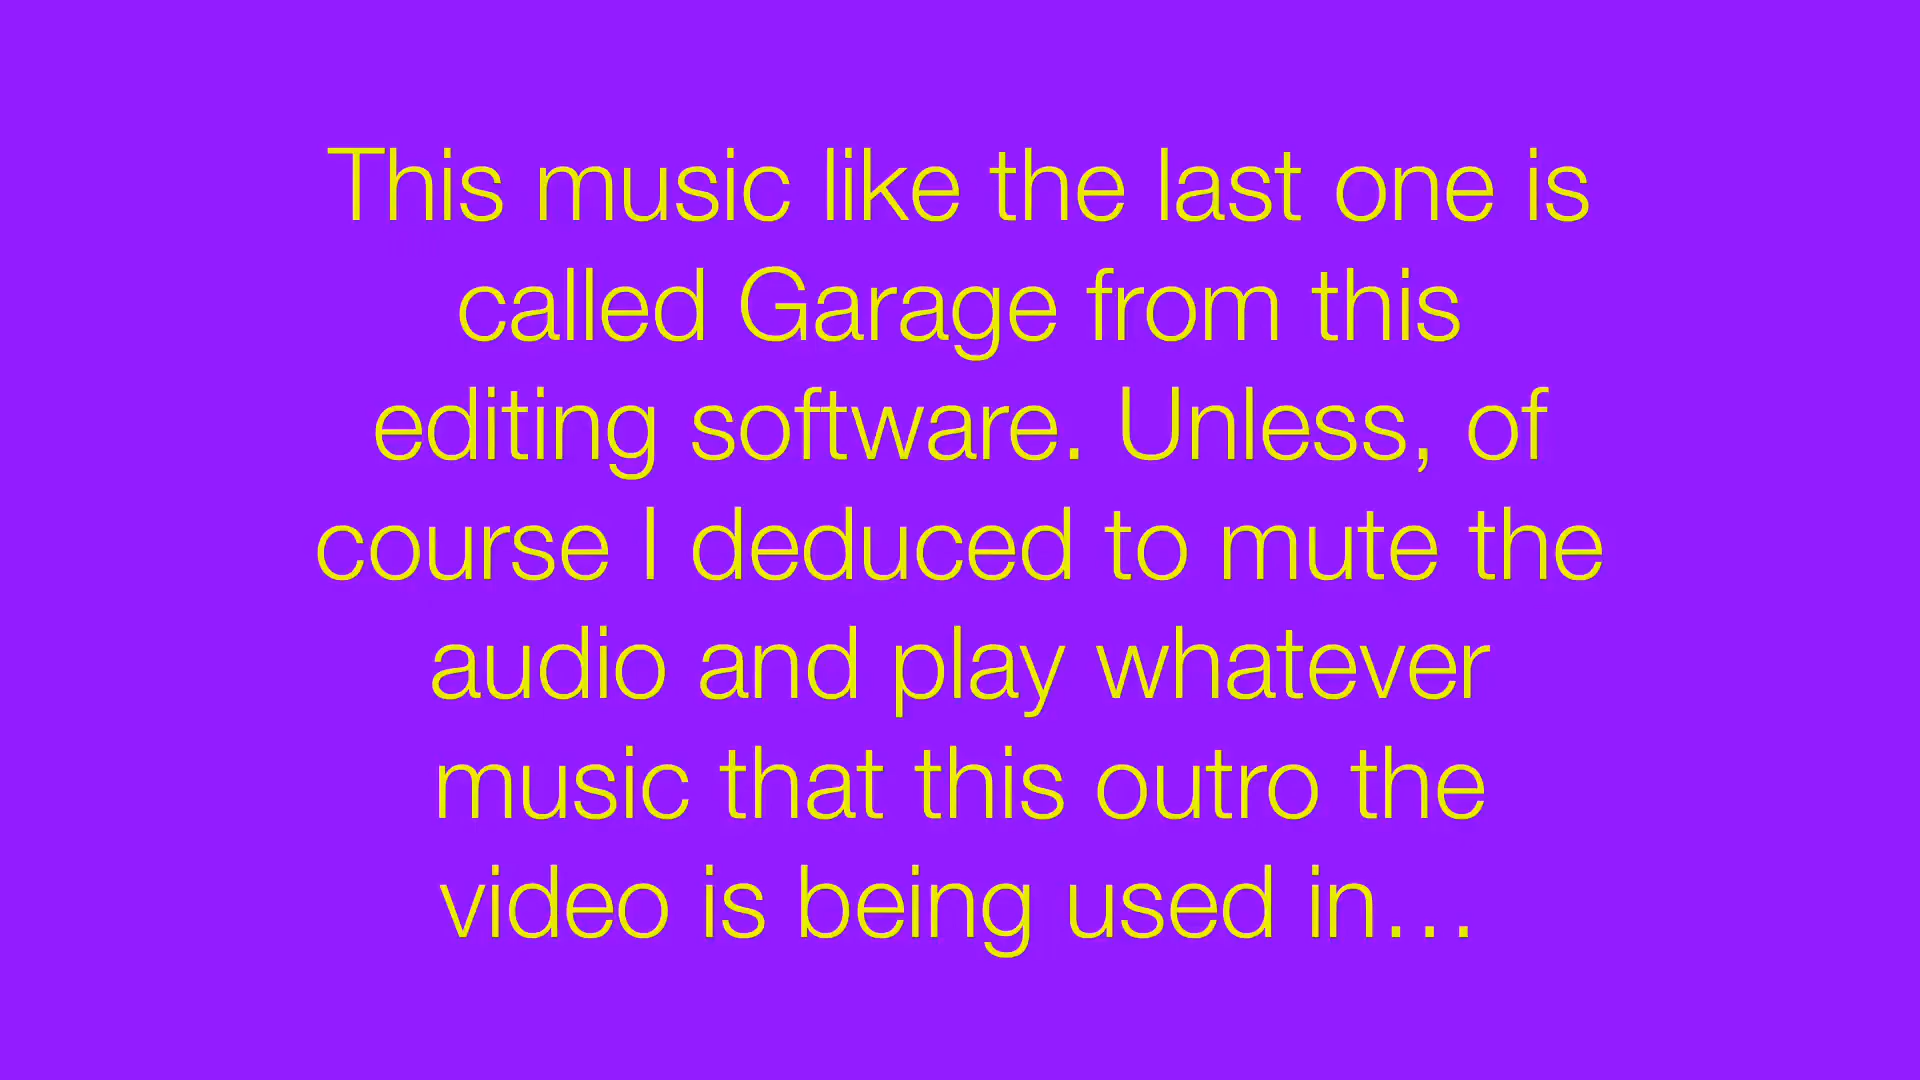 This music like the last one is
called Garage from this
editing software. Unless, of
course I deduced to mute the
audio and play whatever
music that this outro the
video is being used in...